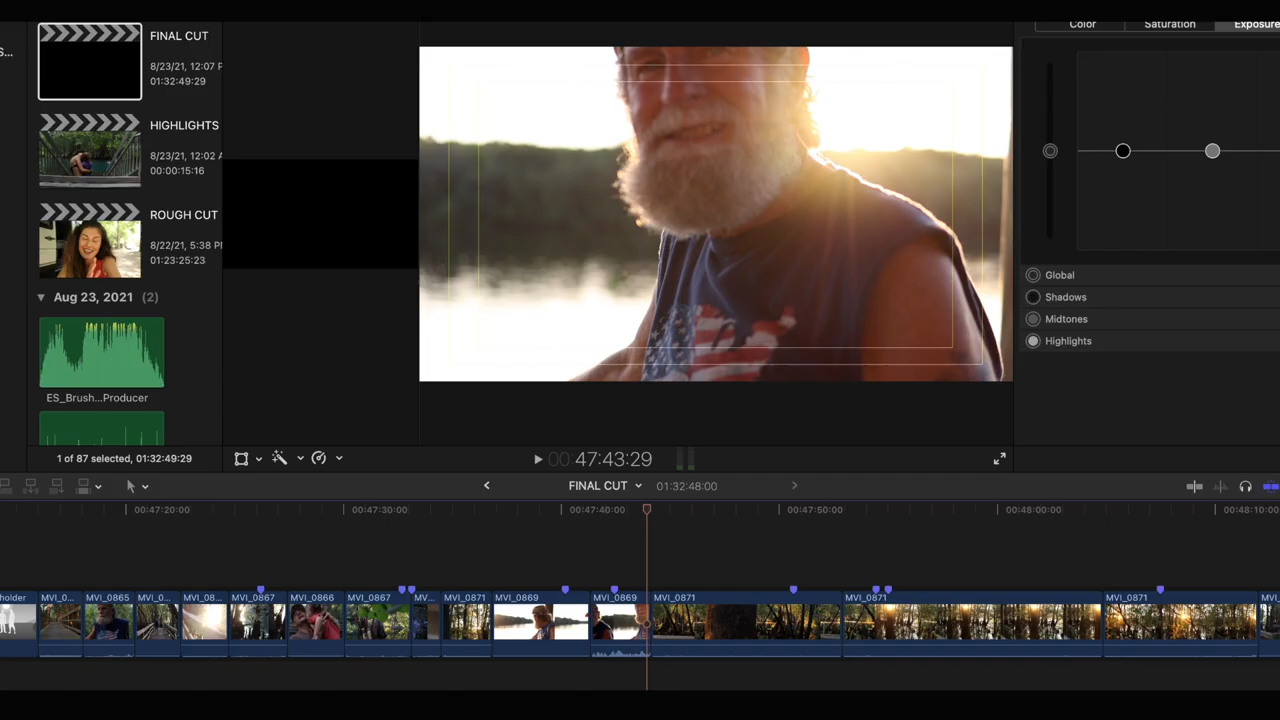 S...
FINAL CUT
8/23/21, 12:07 P
01:32:49:29
HIGHLIGHTS
8/23/21, 12:02 A
00:00:15:16
ROUGH CUT
8/22/21, 5:38 PM
01:23:25:23
Aug 23, 2021 (2)
ES_Brush...Producer
1 of 87 selected, 01:32:49:29
00:47:43:29
Color
Saturation
Exposure
Global
Shadows
Midtones
Highlights
FINAL CUT
01:32:48:00
00:47:20:00
00:47:30:00
00:47:40:00
00:47:50:00
00:48:00:00
00:48:10:00
holder
MVI_0...
MVI_0865
MVI_0...
MVI_08...
MVI_0867
MVI_0866
MVI_0867
MV...
MVI_0871
MVI_0869
MVI_0869
MVI_0871
MVI_0871
MVI_0871